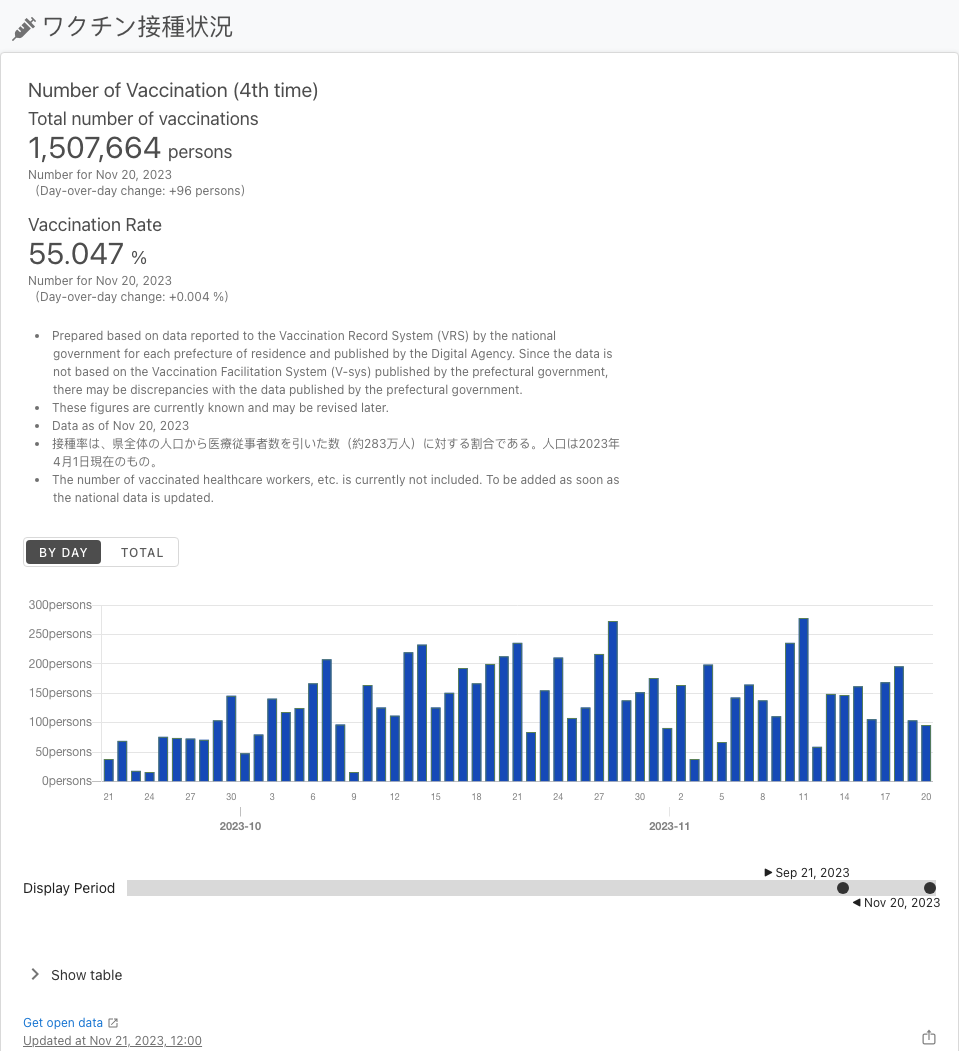 ワクチン接種状況
Number of Vaccination (4th time)
Total number of vaccinations
1,507,664 persons
Number for Nov 20, 2023
（Day-over-day change: +96 persons）
Vaccination Rate
55.047 %
Number for Nov 20, 2023
（Day-over-day change: +0.004 %）
• Prepared based on data reported to the Vaccination Record System (VRS) by the national
government for each prefecture of residence and published by the Digital Agency. Since the data is
not based on the Vaccination Facilitation System (V-sys) published by the prefectural government,
there may be discrepancies with the data published by the prefectural government.
• These figures are currently known and may be revised later.
• Data as of Nov 20, 2023
• 接種率は、県全体の人口から医療従事者数を引いた数（約283万人）に対する割合である。人口は2023年
4月1日現在のもの。
• The number of vaccinated healthcare workers, etc. is currently not included. To be added as soon as
the national data is updated.
BY DAY TOTAL
300persons
250persons
200persons
150persons
100persons
50persons
0persons
21 24 27 30 3 6 9 12 15 18 21 24 27 30 2 5 8 11 14 17 20
2023-10 2023-11
Sep 21, 2023
Display Period
Nov 20, 2023
Show table
Get open data
Updated at Nov 21, 2023, 12:00